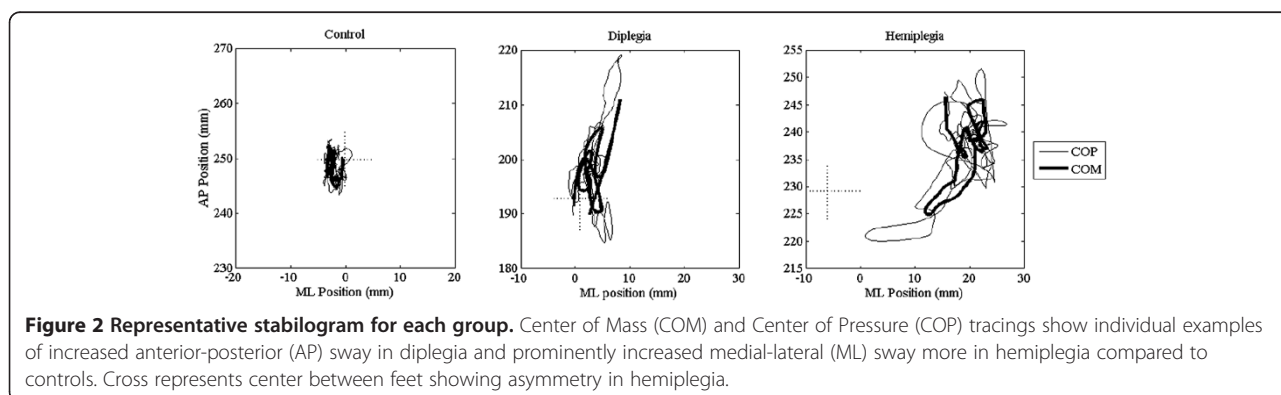 Control
Diplegia
Hemiplegia
270
260
250
240
230
-20
-10
0
10
20
AP Position (mm)
ML Position (mm)
220
210
200
190
180
-10
0
10
20
30
ML position (mm)
255
250
245
240
235
230
225
220
215
-10
0
10
20
30
ML Position (mm)
COP
COM
Figure 2 Representative stabilogram for each group. Center of Mass (COM) and Center of Pressure (COP) tracings show individual examples
of increased anterior-posterior (AP) sway in diplegia and prominently increased medial-lateral (ML) sway more in hemiplegia compared to
controls. Cross represents center between feet showing asymmetry in hemiplegia.